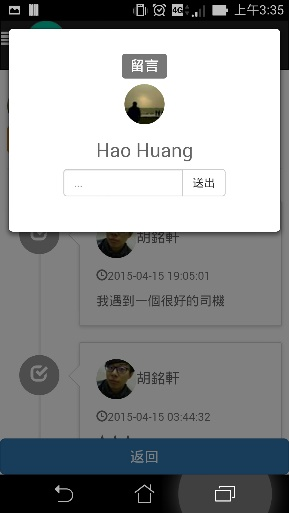 4G 上午3:35
留言
Hao Huang
... 送出
胡銘軒
2015-04-15 19:05:01
我遇到一個很好的司機
胡銘軒
2015-04-15 03:44:32
返回